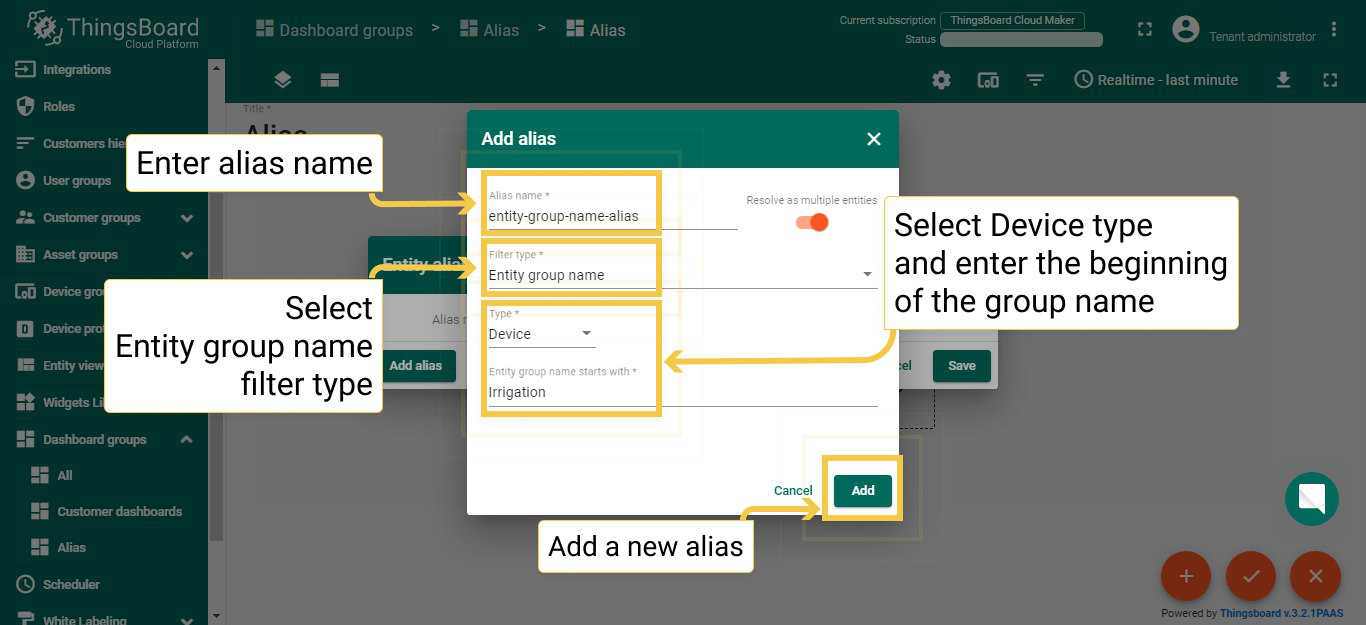 ThingsBoard
Cloud Platform
Dashboard groups > Alias > Alias
Current subscription ThingsBoard Cloud Maker
Status
Tenant administrator
Integrations
Roles
Customers hie
User groups
Customer groups
Asset groups
Device gro
Device pro
Entity view
Widgets Li
Dashboard groups
All
Customer dashboards
Alias
Scheduler
White Labeling
Realtime - last minute
Title *
Alias
Entity alia
Alias n
Add alias
Save
Add alias
Alias name *
entity-group-name-alias
Resolve as multiple entities
Filter type *
Entity group name
Type *
Device
Entity group name starts with *
Irrigation
Cancel
Add
Enter alias name
Select
Entity group name
filter type
Select Device type
and enter the beginning
of the group name
Add a new alias
Powered by Thingsboard v.3.2.1PAAS